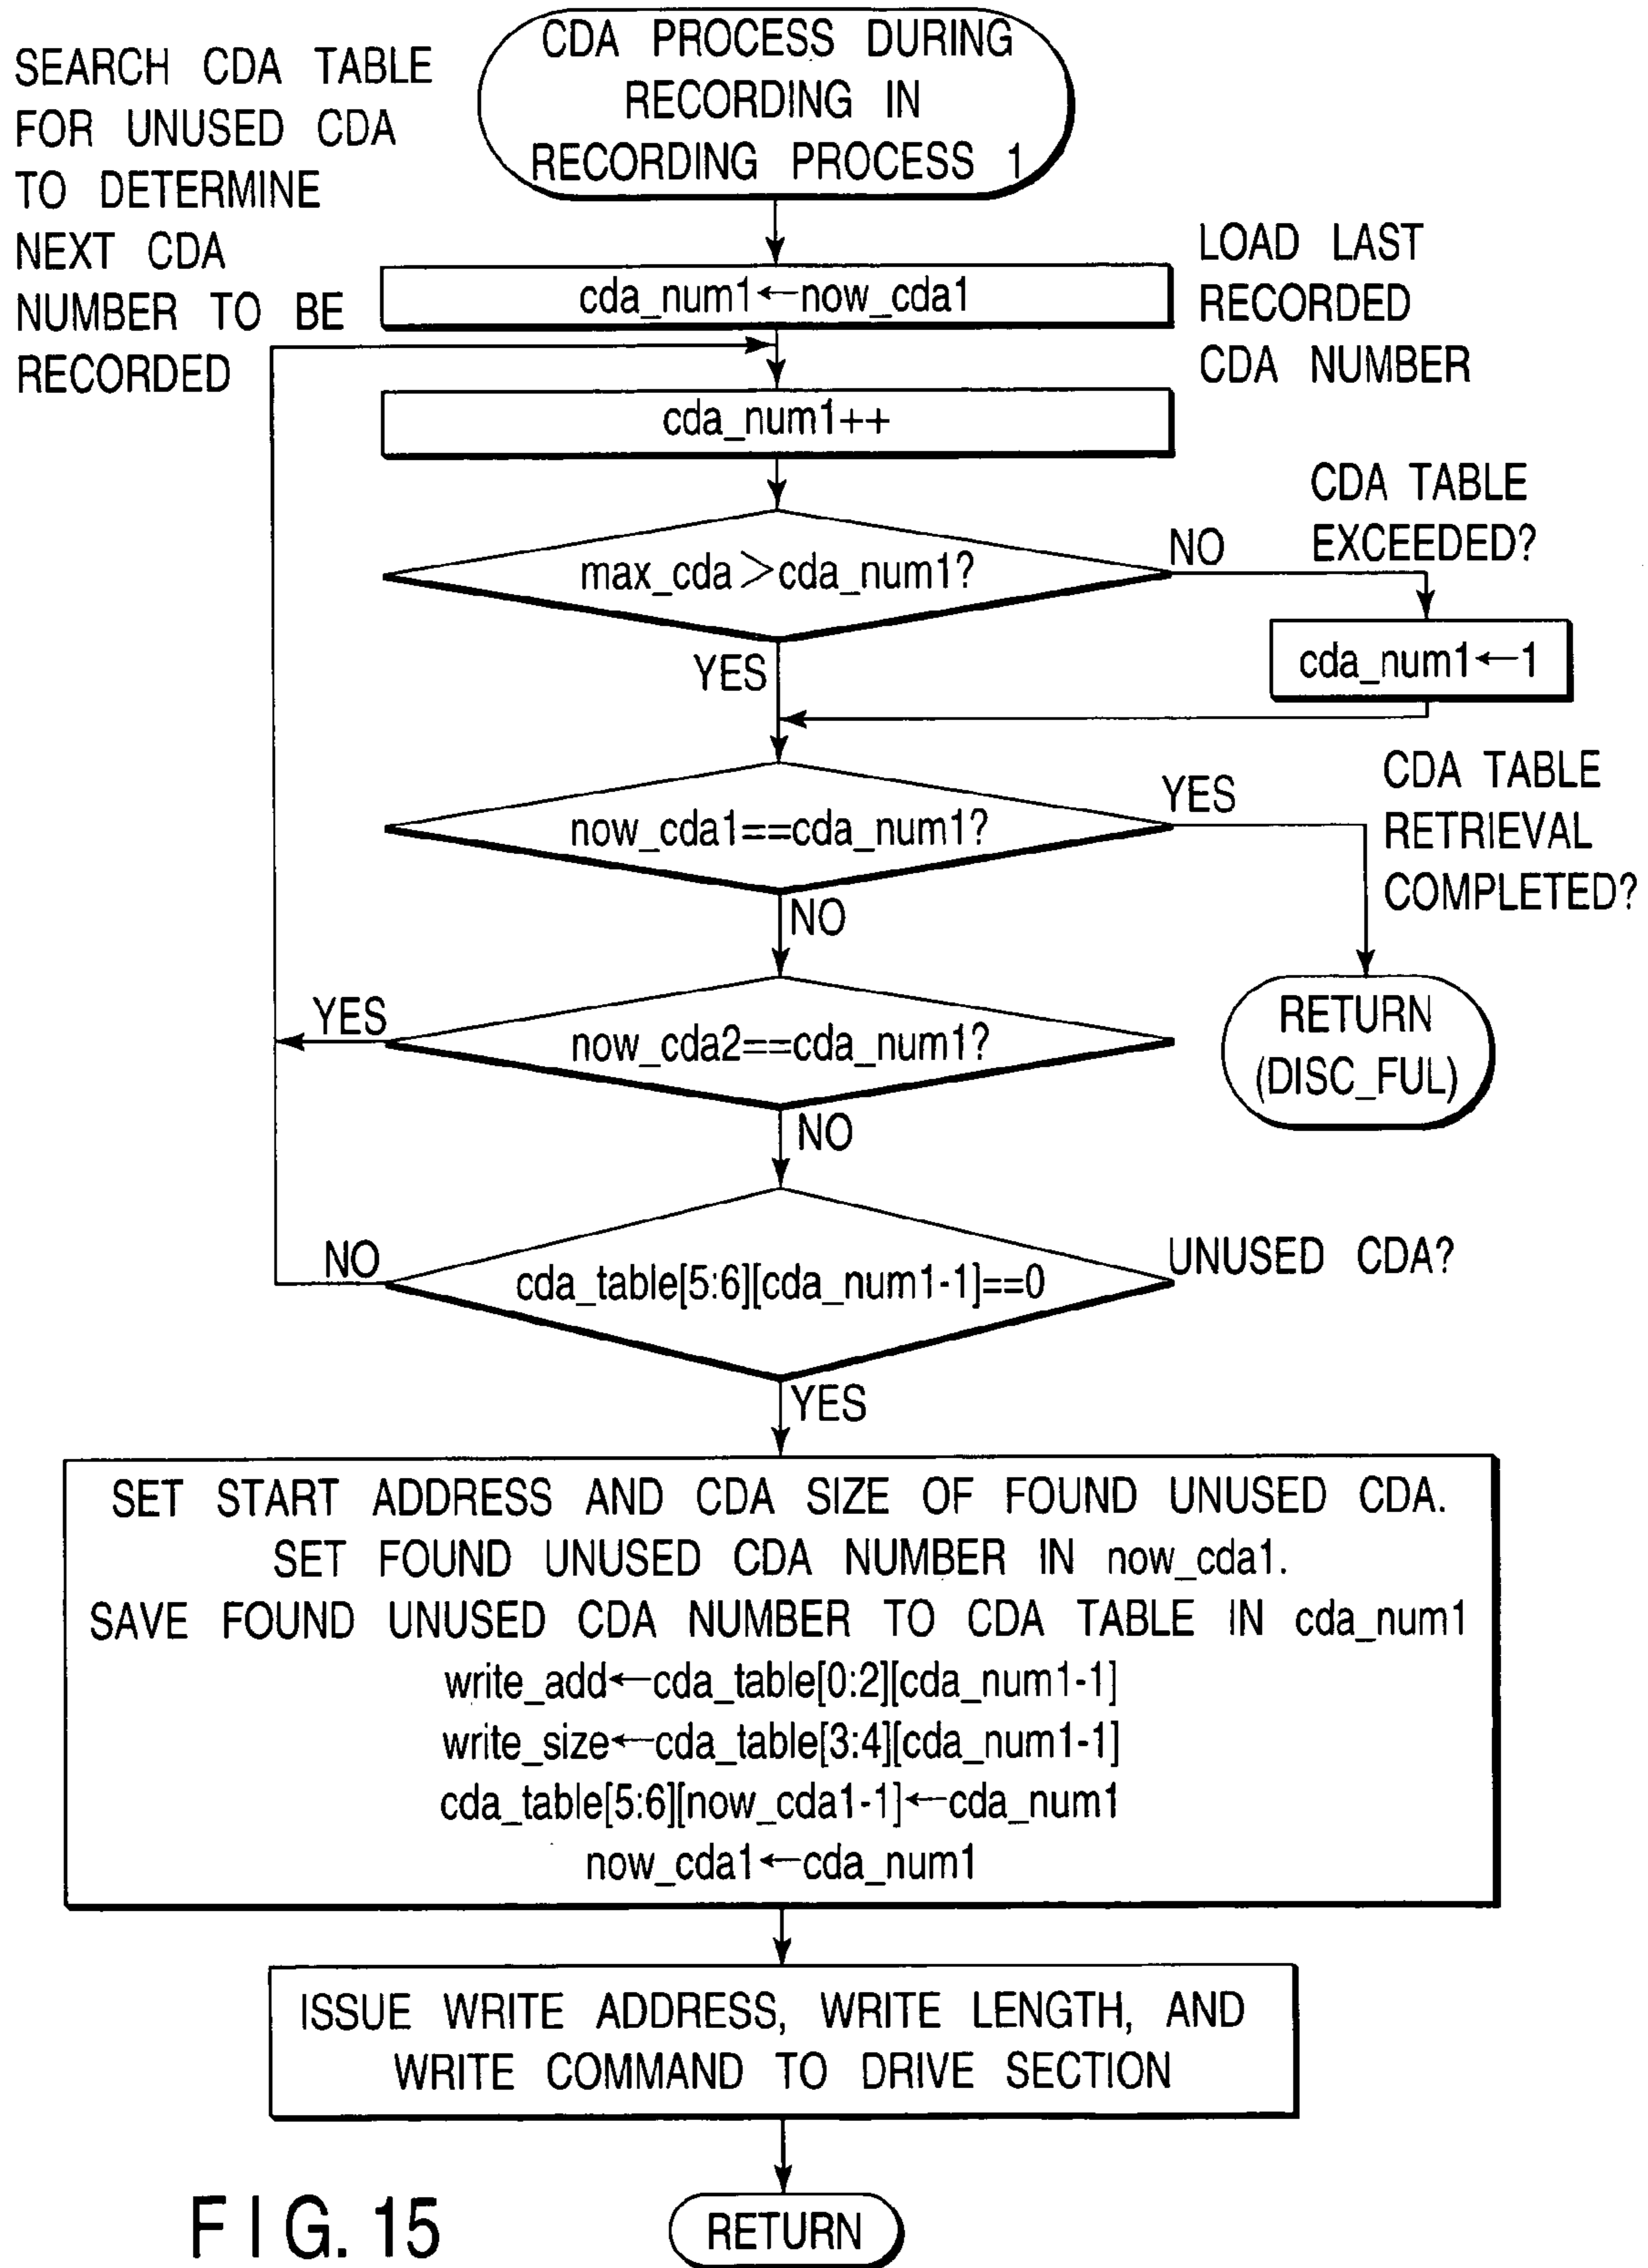 CDA PROCESS DURING
RECORDING IN
RECORDING PROCESS 1
SEARCH CDA TABLE
FOR UNUSED CDA
TO DETERMINE
NEXT CDA
NUMBER TO BE
RECORDED
cda_num1←now_cda1
LOAD LAST
RECORDED
CDA NUMBER
cda_num1++
max_cda>cda_num1?
NO
CDA TABLE
EXCEEDED?
cda_num1←1
YES
now_cda1==cda_num1?
YES
CDA TABLE
RETRIEVAL
COMPLETED?
NO
RETURN
(DISC_FUL)
YES
now_cda2==cda_num1?
NO
NO
cda_table[5:6][cda_num1-1]==0
UNUSED CDA?
YES
SET START ADDRESS AND CDA SIZE OF FOUND UNUSED CDA.
SET FOUND UNUSED CDA NUMBER IN now_cda1.
SAVE FOUND UNUSED CDA NUMBER TO CDA TABLE IN cda_num1
write_add←cda_table[0:2][cda_num1-1]
write_size←cda_table[3:4][cda_num1-1]
cda_table[5:6][now_cda1-1]←cda_num1
now_cda1←cda_num1
ISSUE WRITE ADDRESS, WRITE LENGTH, AND
WRITE COMMAND TO DRIVE SECTION
RETURN
FIG. 15